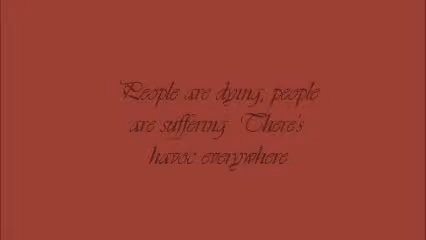 People are dying, people
are suffering There's
havoc everywhere